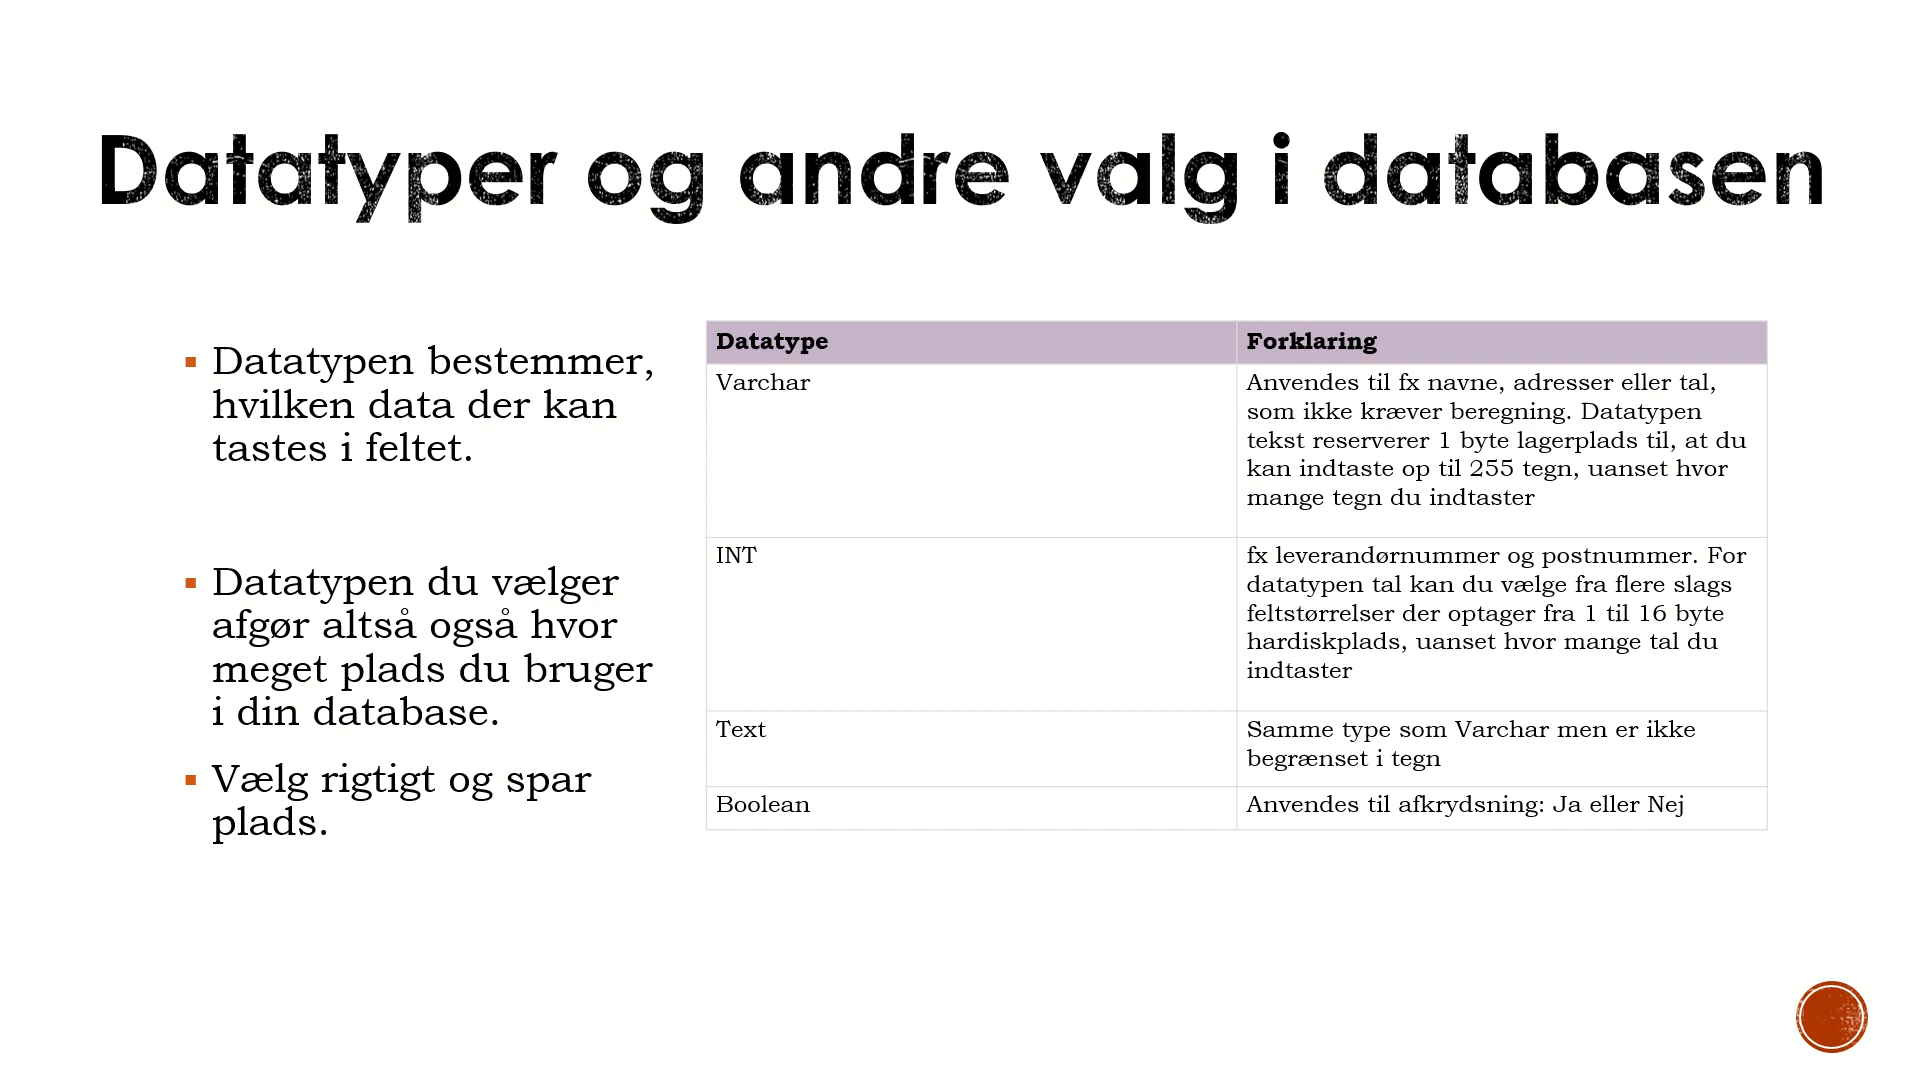 Datatyper og andre valg i databasen
Datatypen bestemmer,
hvilken data der kan
tastes i feltet.
Datatypen du vælger
afgør altså også hvor
meget plads du bruger
i din database.
Vælg rigtigt og spar
plads.
Datatype
Forklaring
Varchar
Anvendes til fx navne, adresser eller tal,
som ikke kræver beregning. Datatypen
tekst reserverer 1 byte lagerplads til, at du
kan indtaste op til 255 tegn, uanset hvor
mange tegn du indtaster
INT
fx leverandørnummer og postnummer. For
datatypen tal kan du vælge fra flere slags
feltstørrelser der optager fra 1 til 16 byte
hardiskplads, uanset hvor mange tal du
indtaster
Text
Samme type som Varchar men er ikke
begrænset i tegn
Boolean
Anvendes til afkrydsning: Ja eller Nej